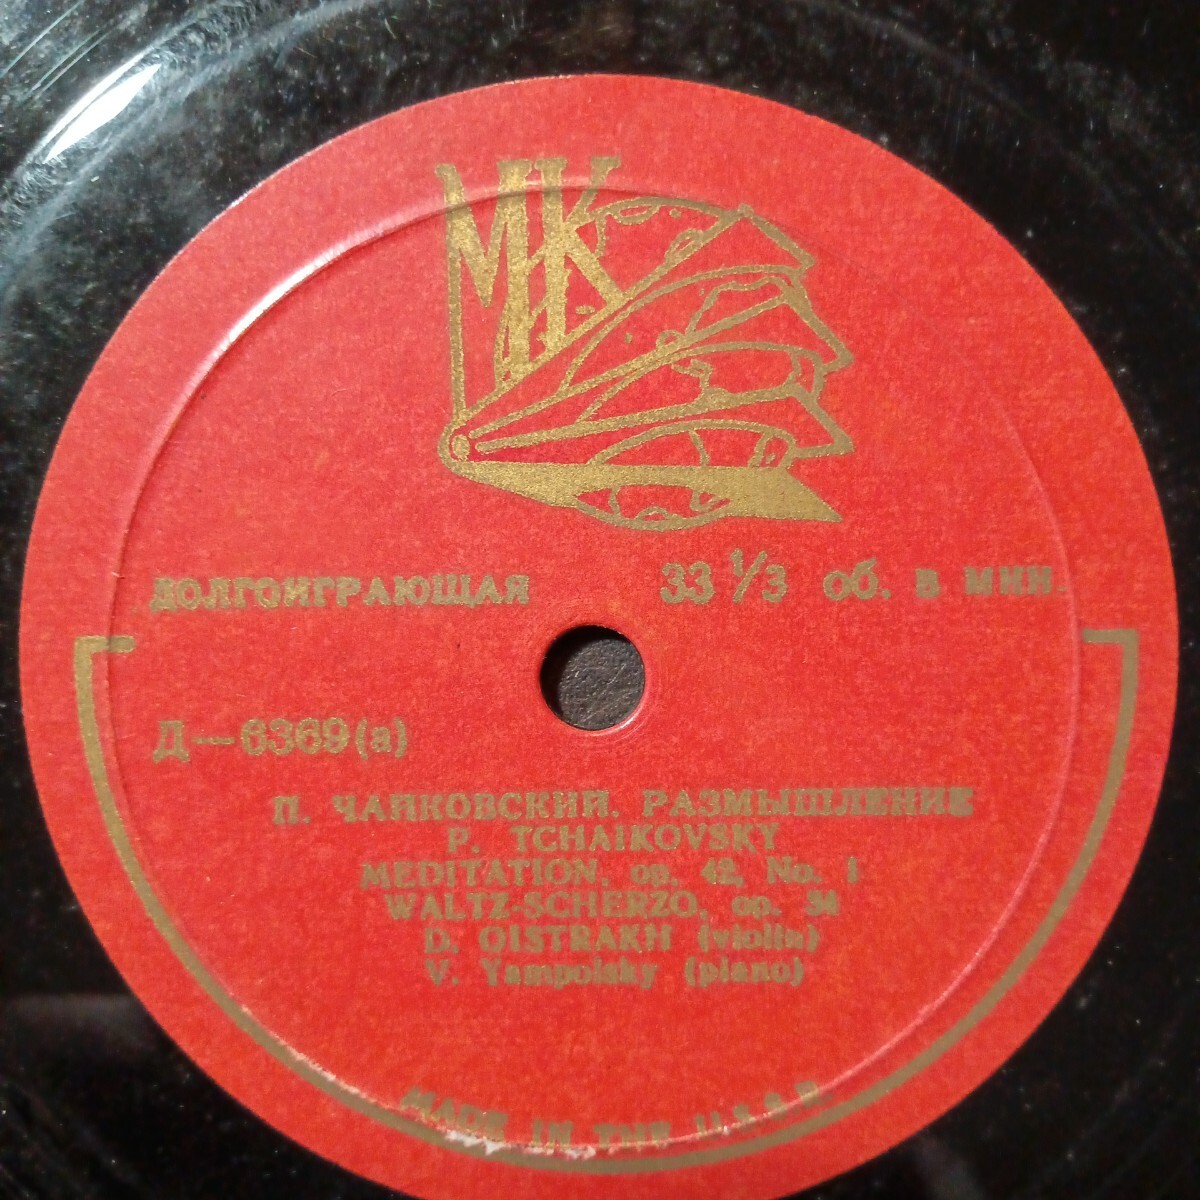 МК
ДОЛГОИГРАЮЩАЯ 33 1/3 об. в мин.
Д—6369(а)
П. ЧАЙКОВСКИЙ. РАЗМЫШЛЕНИЕ
P. TCHAIKOVSKY
MEDITATION, op. 42, No. 1
WALTZ-SCHERZO, op. 34
D. OISTRAKH (violin)
V. Yampolsky (piano)
MADE IN THE U.S.S.R.